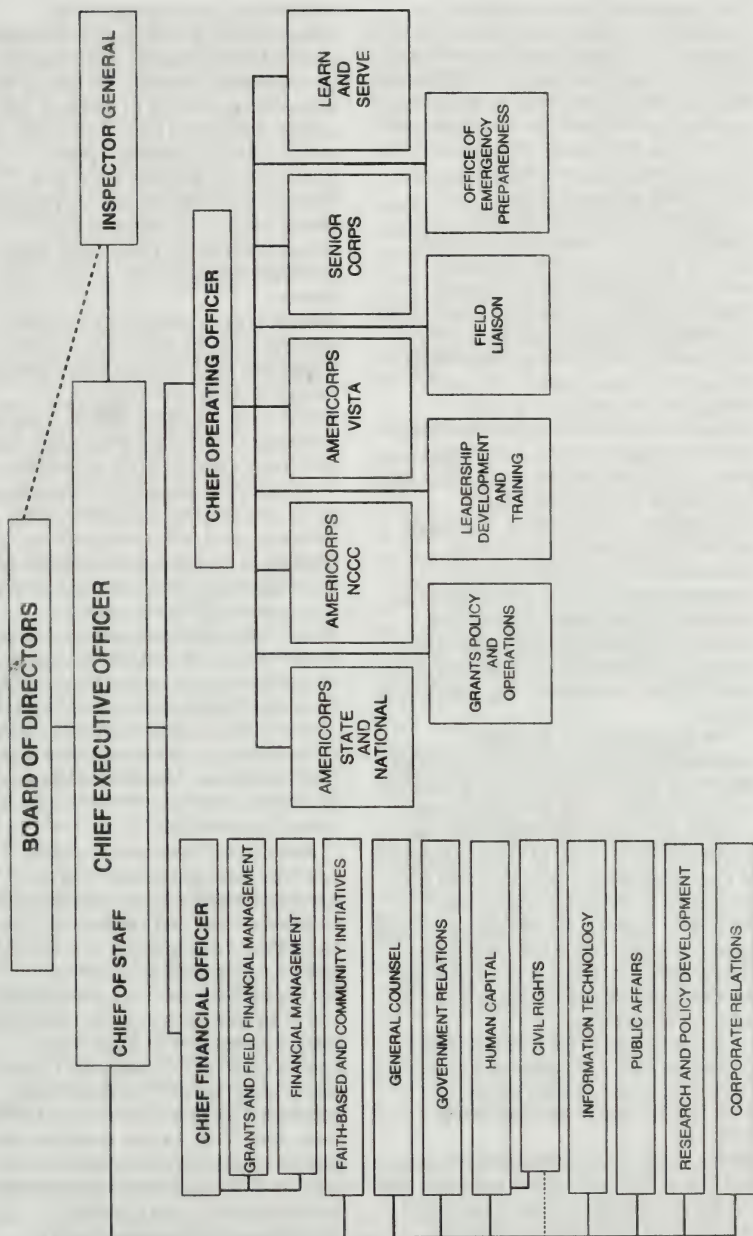 BOARD OF DIRECTORS
CHIEF OF STAFF
CHIEF EXECUTIVE OFFICER
INSPECTOR GENERAL
CHIEF FINANCIAL OFFICER
GRANTS AND FIELD FINANCIAL MANAGEMENT
FINANCIAL MANAGEMENT
FAITH-BASED AND COMMUNITY INITIATIVES
GENERAL COUNSEL
GOVERNMENT RELATIONS
HUMAN CAPITAL
CIVIL RIGHTS
INFORMATION TECHNOLOGY
PUBLIC AFFAIRS
RESEARCH AND POLICY DEVELOPMENT
CORPORATE RELATIONS
CHIEF OPERATING OFFICER
AMERICORPS
STATE
AND
NATIONAL
AMERICORPS
NCCC
AMERICORPS
VISTA
SENIOR
CORPS
LEARN
AND
SERVE
GRANTS POLICY
AND
OPERATIONS
LEADERSHIP
DEVELOPMENT
AND
TRAINING
FIELD
LIAISON
OFFICE OF
EMERGENCY
PREPAREDNESS